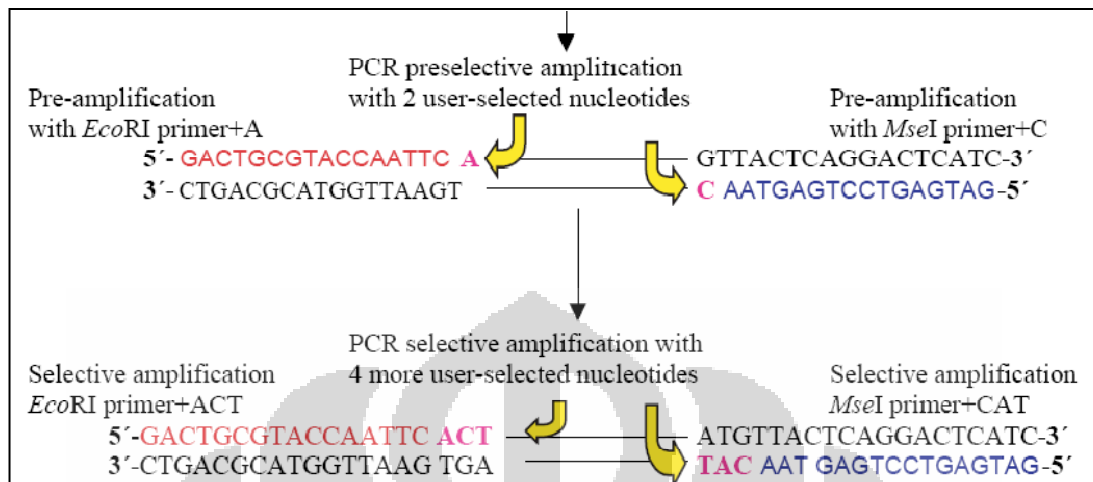 PCR preselective amplification
with 2 user-selected nucleotides
Pre-amplification
with EcoRI primer+A
Pre-amplification
with MseI primer+C
5´- GACTGCGTACCAATTC A
GTTACTCAGGACTCATC-3´
3´- CTGACGCATGGTTAAGT
C AATGAGTCCTGAGTAG-5´
PCR selective amplification with
4 more user-selected nucleotides
Selective amplification
EcoRI primer+ACT
Selective amplification
MseI primer+CAT
5´-GACTGCGTACCAATTC ACT
ATGTTACTCAGGACTCATC-3´
3´-CTGACGCATGGTTAAG TGA
TAC AAT GAGTCCTGAGTAG-5´